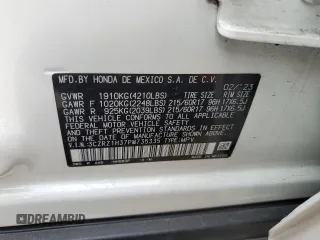 MFD.BY HONDA DE MEXICO S.A. DE C.V.
02/23
GVWR 1910KG(4210LBS) TIRE SIZE RIM SIZE
GAWR F 1020KG(2248LBS) 215/60R17 96H 17X6.5J
GAWR R 925KG(2039LBS) 215/60R17 96H 17X6.5J
THIS VEHICLE CONFORMS TO ALL APPLICABLE
FEDERAL MOTOR VEHICLE SAFETY AND
THEFT PREVENTION STANDARDS IN EFFECT ON
THE DATE OF MANUFACTURE SHOWN ABOVE.
V.I.N:3CZRZ1H37PM735335 TYPE:MPV
AUTOBIDMASTER